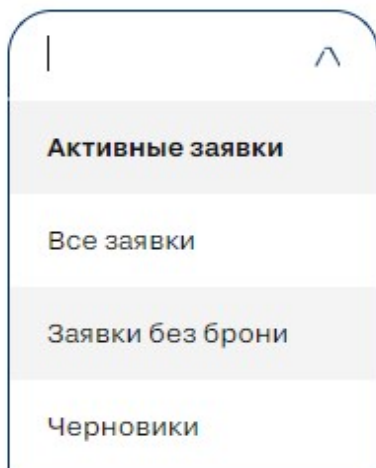 Активные заявки
Все заявки
Заявки без брони
Черновики